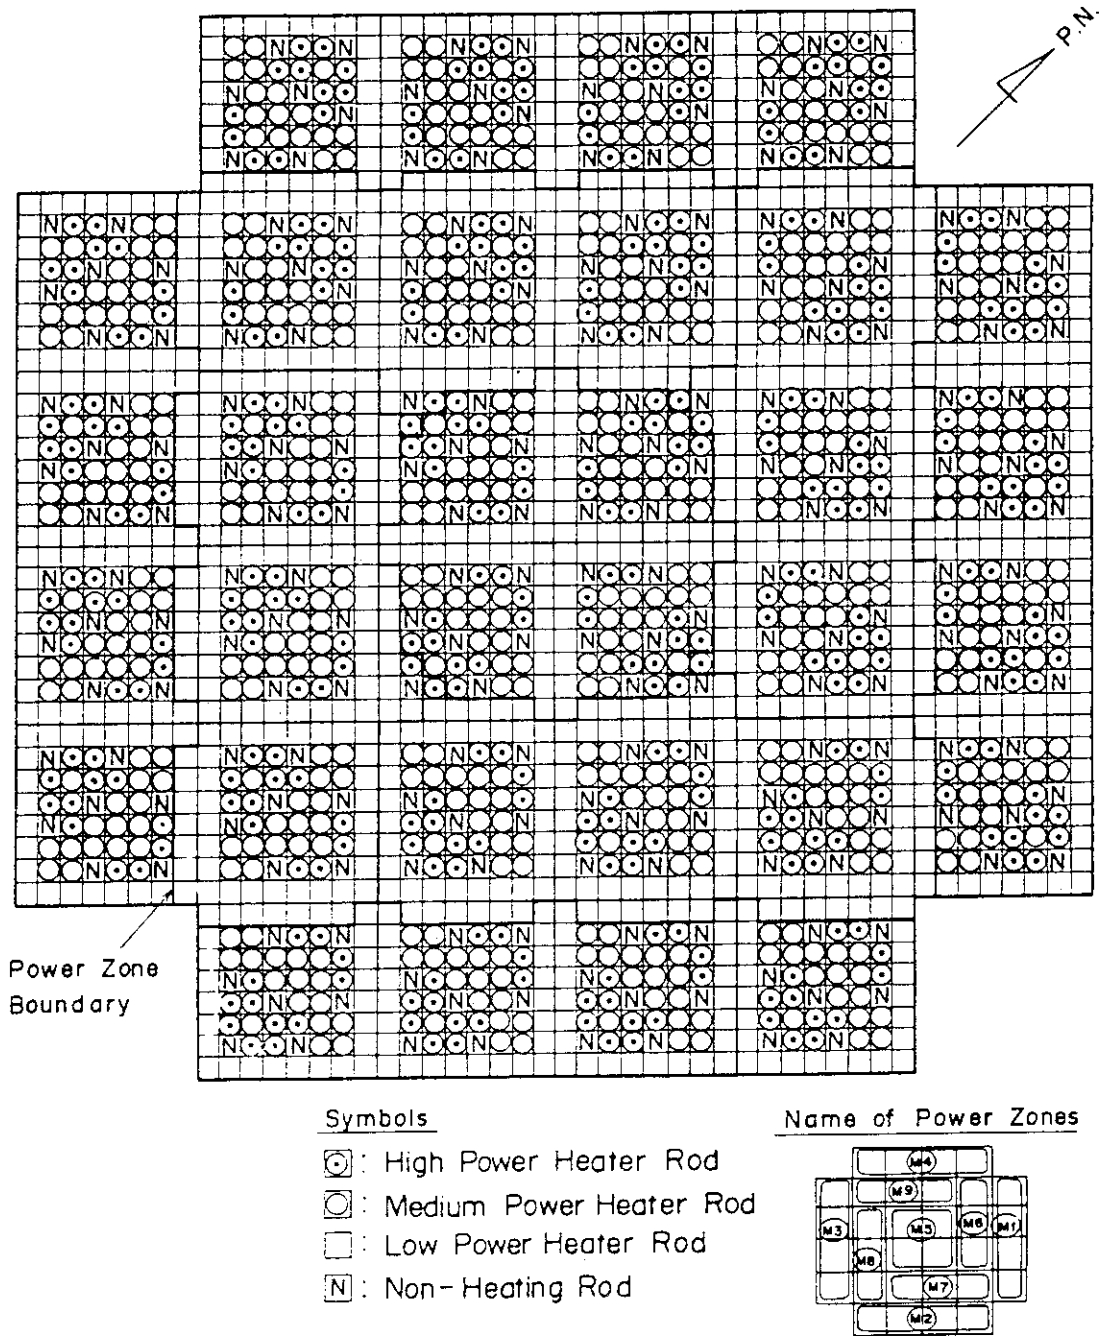 P.N.
N N N N N N N N
N N N N N N N N
N N N N
N N N N N N N N
N N N N N N N N N N N N
N N N N N N N N N N
N N N N N N N N
N N N N N N N N N N N N
N N N N N N N N N N N N
N N N N N N N N N N
N N N N N N N N
N N N N N N N N N N N N
N N N N N N N N N N N N
N N N N N N N N
N N N N N N N N N N
N N N N N N N N N N N N
N N N N N N N N N N N N
N N N N N N N N
N N N N N N N N N N
N N N N N N N N N N N N
Power Zone
Boundary
N N N N N N N N
N N N N
N N N N N N N N
N N N N N N N N
Symbols
: High Power Heater Rod
: Medium Power Heater Rod
: Low Power Heater Rod
N : Non-Heating Rod
Name of Power Zones
M4
M9
M3 M5 M6 M1
M8
M7
M2